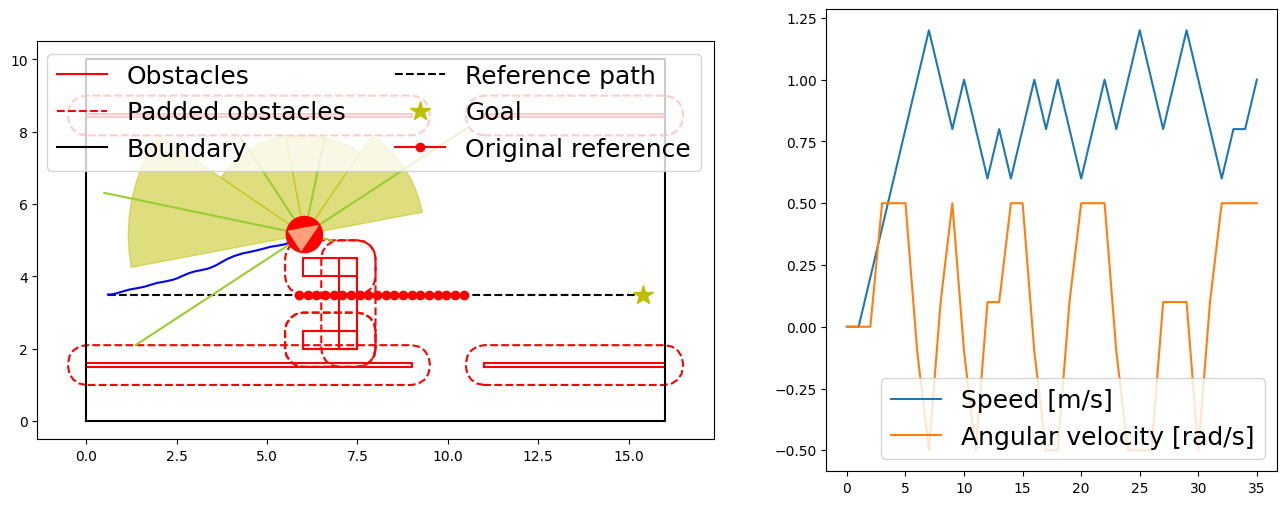 10
8
6
4
2
0
0.0 2.5 5.0 7.5 10.0 12.5 15.0
Obstacles
Padded obstacles
Boundary
Reference path
Goal
Original reference
1.25
1.00
0.75
0.50
0.25
0.00
−0.25
−0.50
0 5 10 15 20 25 30 35
Speed [m/s]
Angular velocity [rad/s]